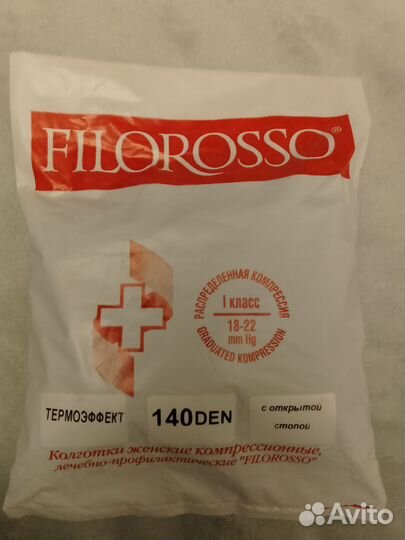 FILOROSSO®
РАСПРЕДЕЛЕННАЯ КОМПРЕССИЯ
I класс
18-22
mm Hg
GRADUATED KOMPRESSION
ТЕРМОЭФФЕКТ
140DEN
с открытой
стопой
Колготки женские компрессионные,
лечебно-профилактические "FILOROSSO"
Avito